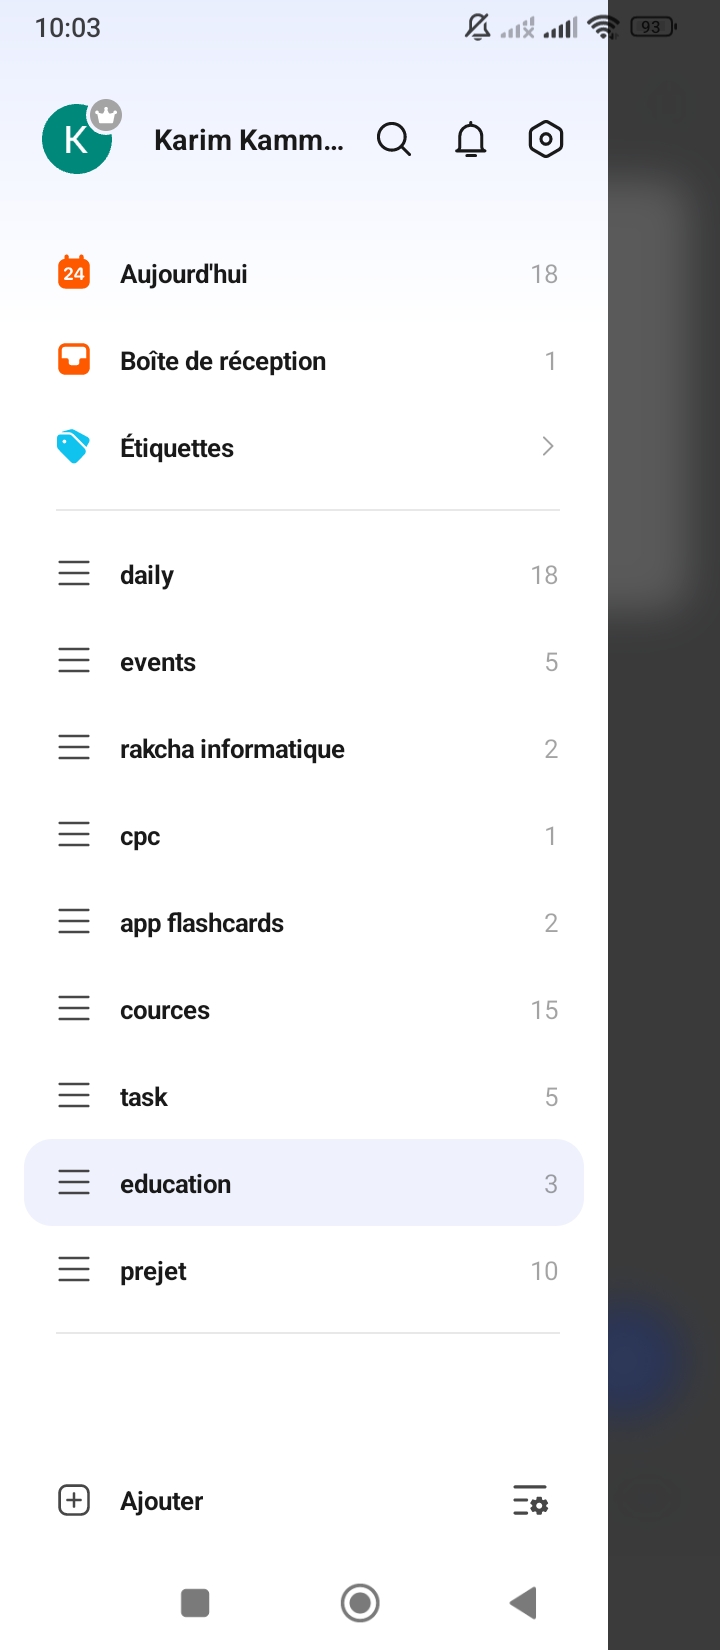 10:03
93
K
Karim Kamm...
24
Aujourd'hui
18
Boîte de réception
1
Étiquettes
daily
18
events
5
rakcha informatique
2
cpc
1
app flashcards
2
cources
15
task
5
education
3
prejet
10
Ajouter